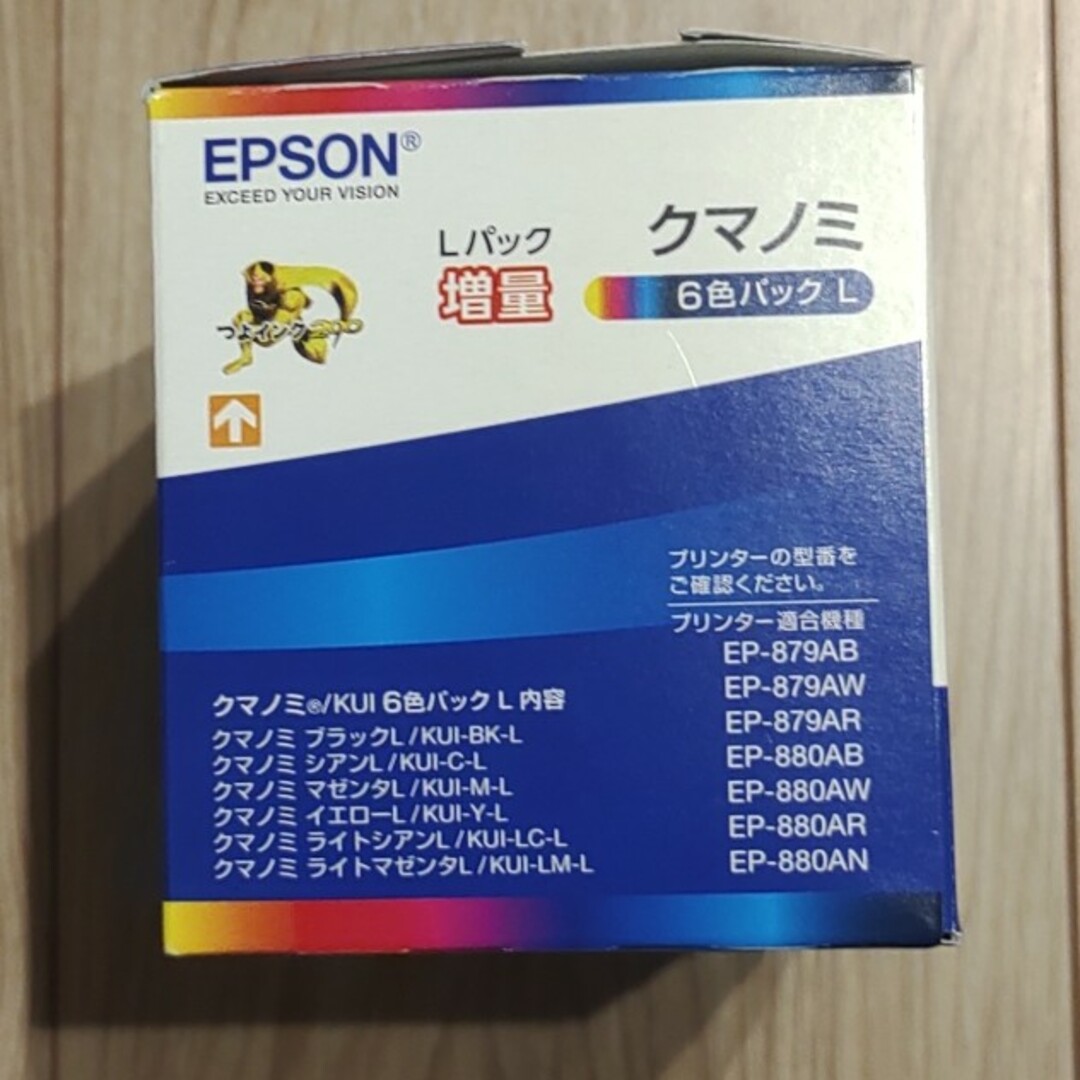 EPSON®
EXCEED YOUR VISION
Lパック
増量
クマノミ
6色パック L
つよインク200
プリンターの型番を
ご確認ください。
プリンター適合機種
EP-879AB
EP-879AW
EP-879AR
EP-880AB
EP-880AW
EP-880AR
EP-880AN
クマノミ®/KUI 6色パック L 内容
クマノミ ブラックL/KUI-BK-L
クマノミ シアンL/KUI-C-L
クマノミ マゼンタL/KUI-M-L
クマノミ イエローL/KUI-Y-L
クマノミ ライトシアンL/KUI-LC-L
クマノミ ライトマゼンタL/KUI-LM-L